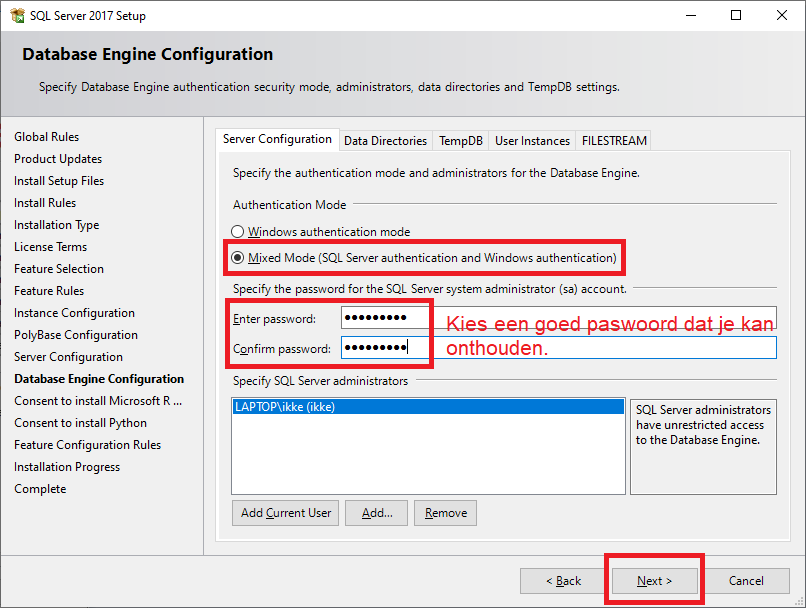 SQL Server 2017 Setup
Database Engine Configuration
Specify Database Engine authentication security mode, administrators, data directories and TempDB settings.
Global Rules
Product Updates
Install Setup Files
Install Rules
Installation Type
License Terms
Feature Selection
Feature Rules
Instance Configuration
PolyBase Configuration
Server Configuration
Database Engine Configuration
Consent to install Microsoft R ...
Consent to install Python
Feature Configuration Rules
Installation Progress
Complete
Server Configuration Data Directories TempDB User Instances FILESTREAM
Specify the authentication mode and administrators for the Database Engine.
Authentication Mode
Windows authentication mode
Mixed Mode (SQL Server authentication and Windows authentication)
Specify the password for the SQL Server system administrator (sa) account.
Enter password: ●●●●●●●●●
Confirm password: ●●●●●●●●●
Kies een goed paswoord dat je kan
onthouden.
Specify SQL Server administrators
LAPTOP\ikke (ikke)
SQL Server administrators
have unrestricted access
to the Database Engine.
Add Current User Add... Remove
< Back Next > Cancel